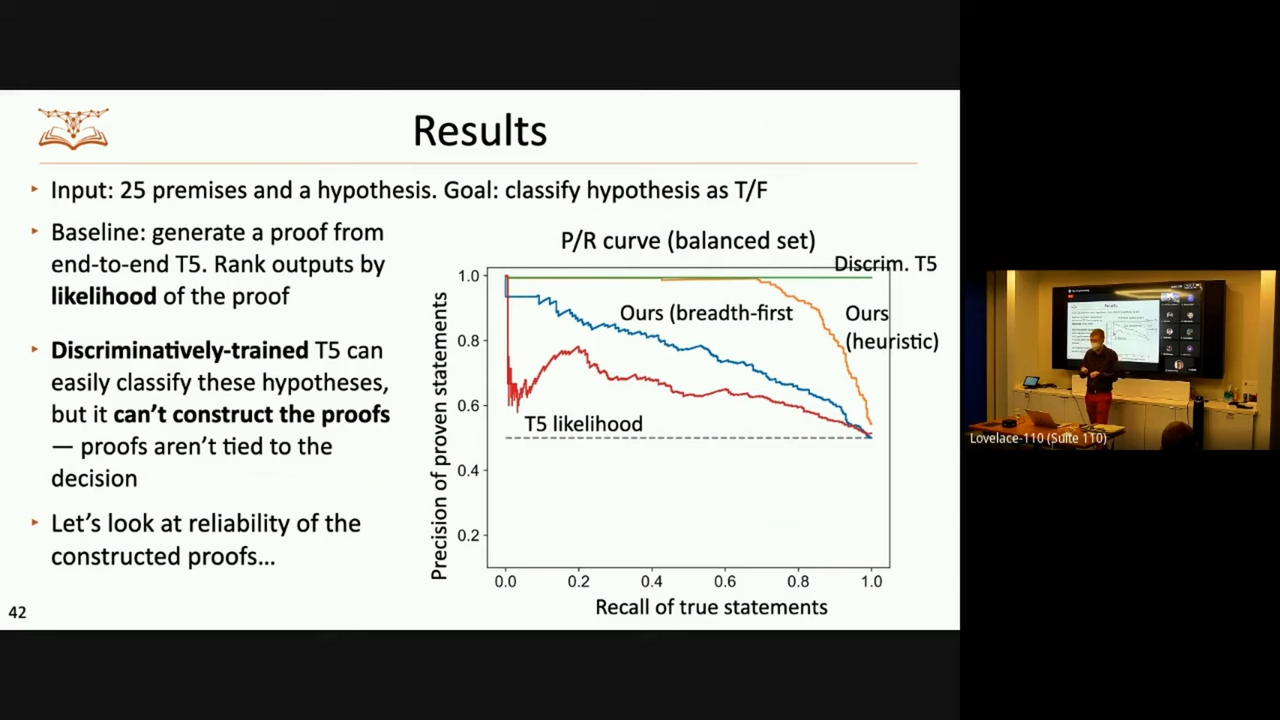 Results
Input: 25 premises and a hypothesis. Goal: classify hypothesis as T/F
Baseline: generate a proof from
end-to-end T5. Rank outputs by
likelihood of the proof
Discriminatively-trained T5 can
easily classify these hypotheses,
but it can't construct the proofs
— proofs aren't tied to the
decision
Let's look at reliability of the
constructed proofs...
42
P/R curve (balanced set)
Discrim. T5
Ours (breadth-first
Ours
(heuristic)
T5 likelihood
Precision of proven statements
1.0
0.8
0.6
0.4
0.2
0.0 0.2 0.4 0.6 0.8 1.0
Recall of true statements
Lovelace-110 (Suite 110)